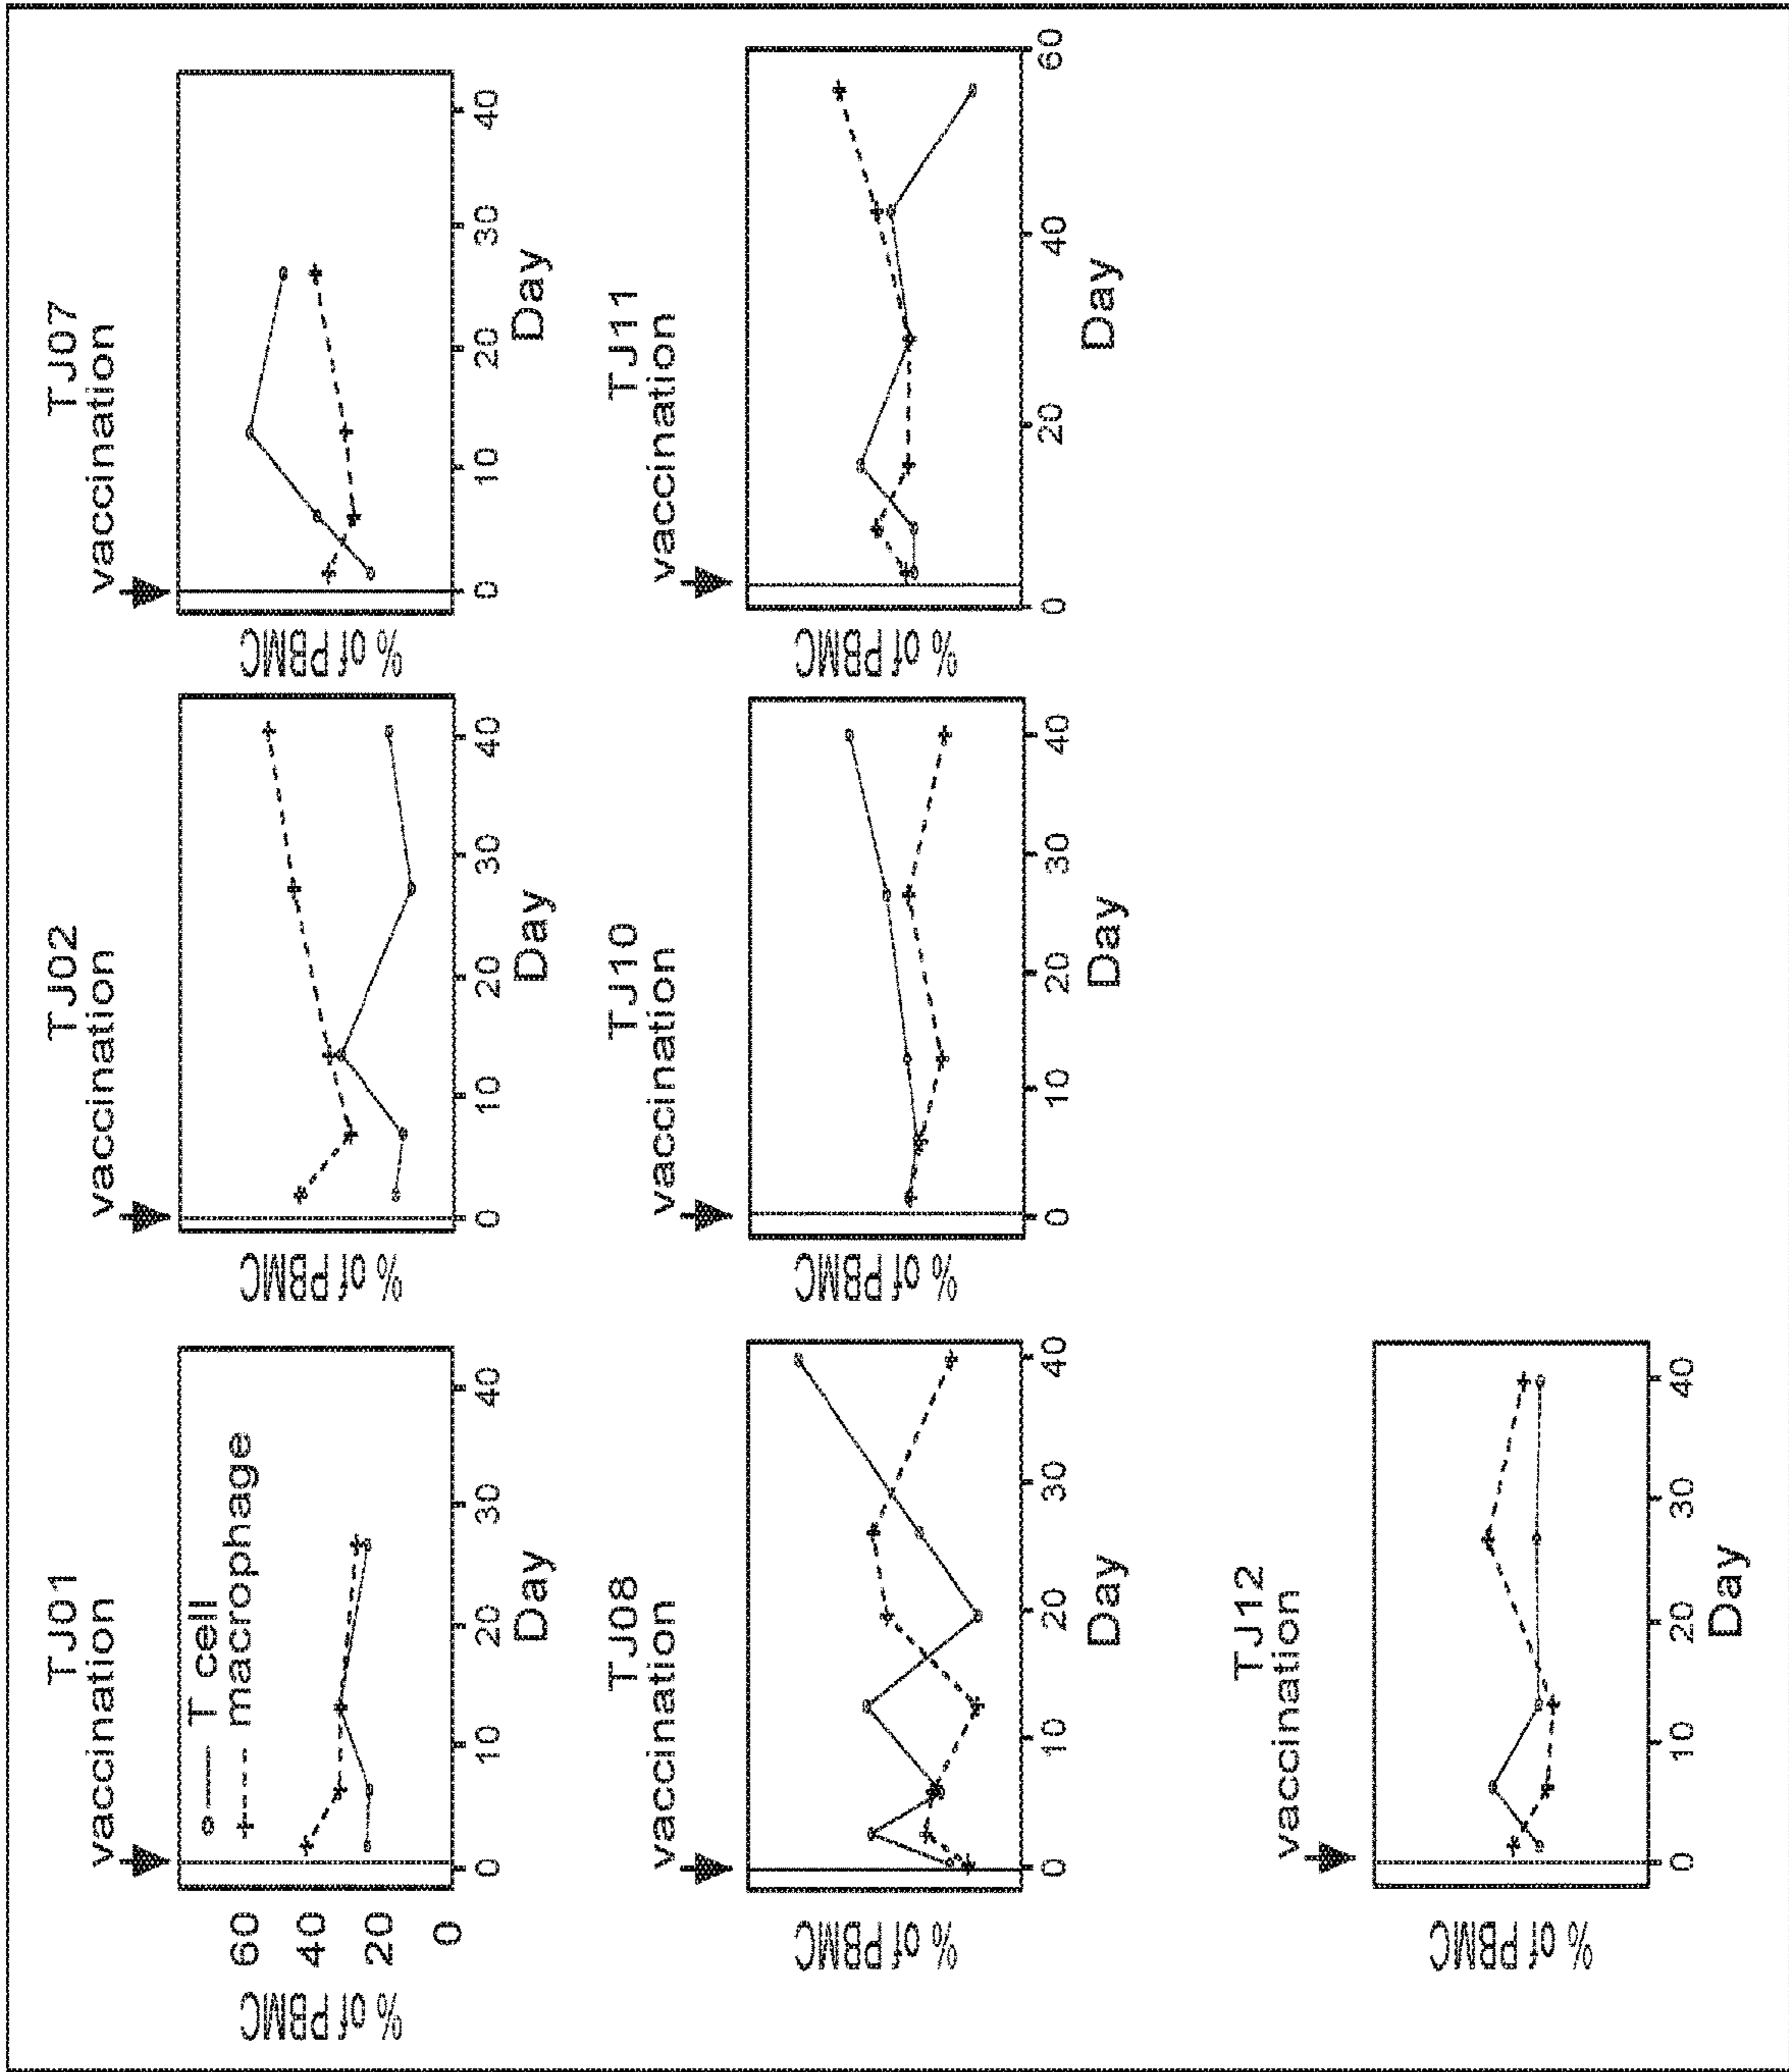 TJ01
vaccination
T cell
macrophage
% of PBMC
60
40
20
0
0 10 20 30 40
Day
TJ02
vaccination
% of PBMC
0 10 20 30 40
Day
TJ07
vaccination
% of PBMC
0 10 20 30 40
Day
TJ08
vaccination
% of PBMC
0 10 20 30 40
Day
TJ10
vaccination
% of PBMC
0 10 20 30 40
Day
TJ11
vaccination
% of PBMC
0 20 40 60
Day
TJ12
vaccination
% of PBMC
0 10 20 30 40
Day